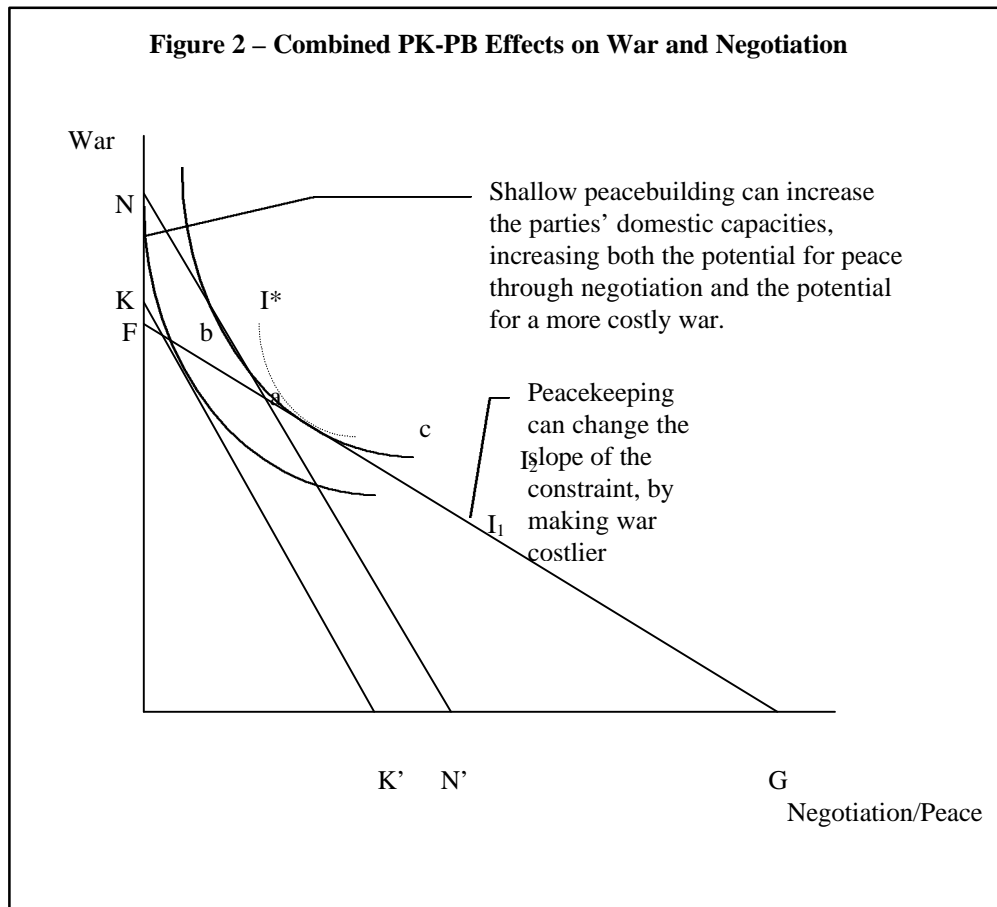 Figure 2 – Combined PK-PB Effects on War and Negotiation
War
N
K
F
b
I*
a
c
Shallow peacebuilding can increase
the parties’ domestic capacities,
increasing both the potential for peace
through negotiation and the potential
for a more costly war.
Peacekeeping
can change the
slope of the
constraint, by
making war
costlier
I₂
I₁
K’ N’ G
Negotiation/Peace